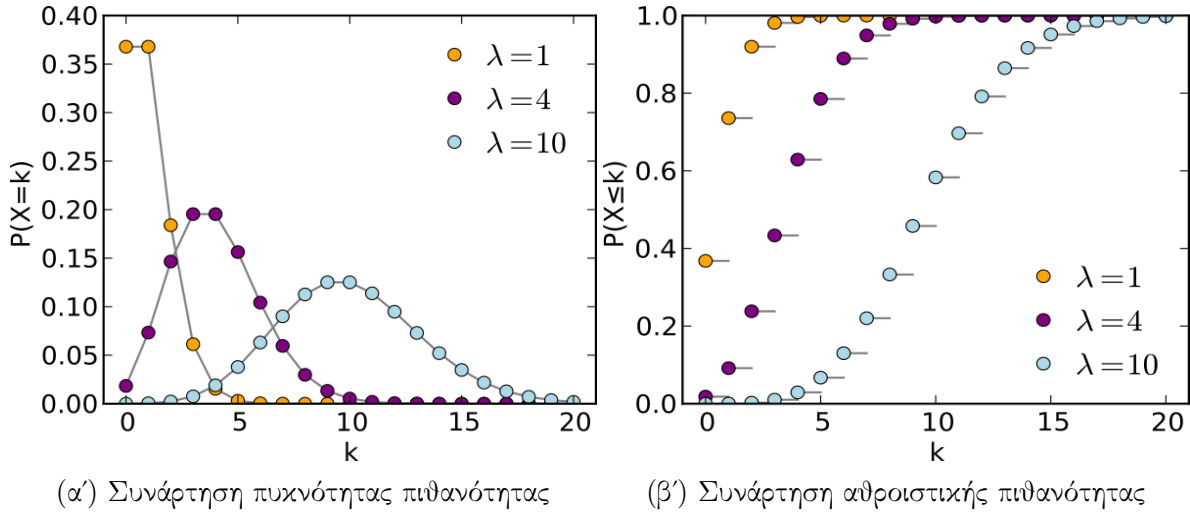 0.40
0.35
0.30
0.25
0.20
0.15
0.10
0.05
0.00
P(X=k)
0 5 10 15 20
k
λ=1
λ=4
λ=10
(α′) Συνάρτηση πυκνότητας πιθανότητας
1.0
0.8
0.6
0.4
0.2
0.0
P(X≤k)
0 5 10 15 20
k
λ=1
λ=4
λ=10
(β′) Συνάρτηση αθροιστικής πιθανότητας